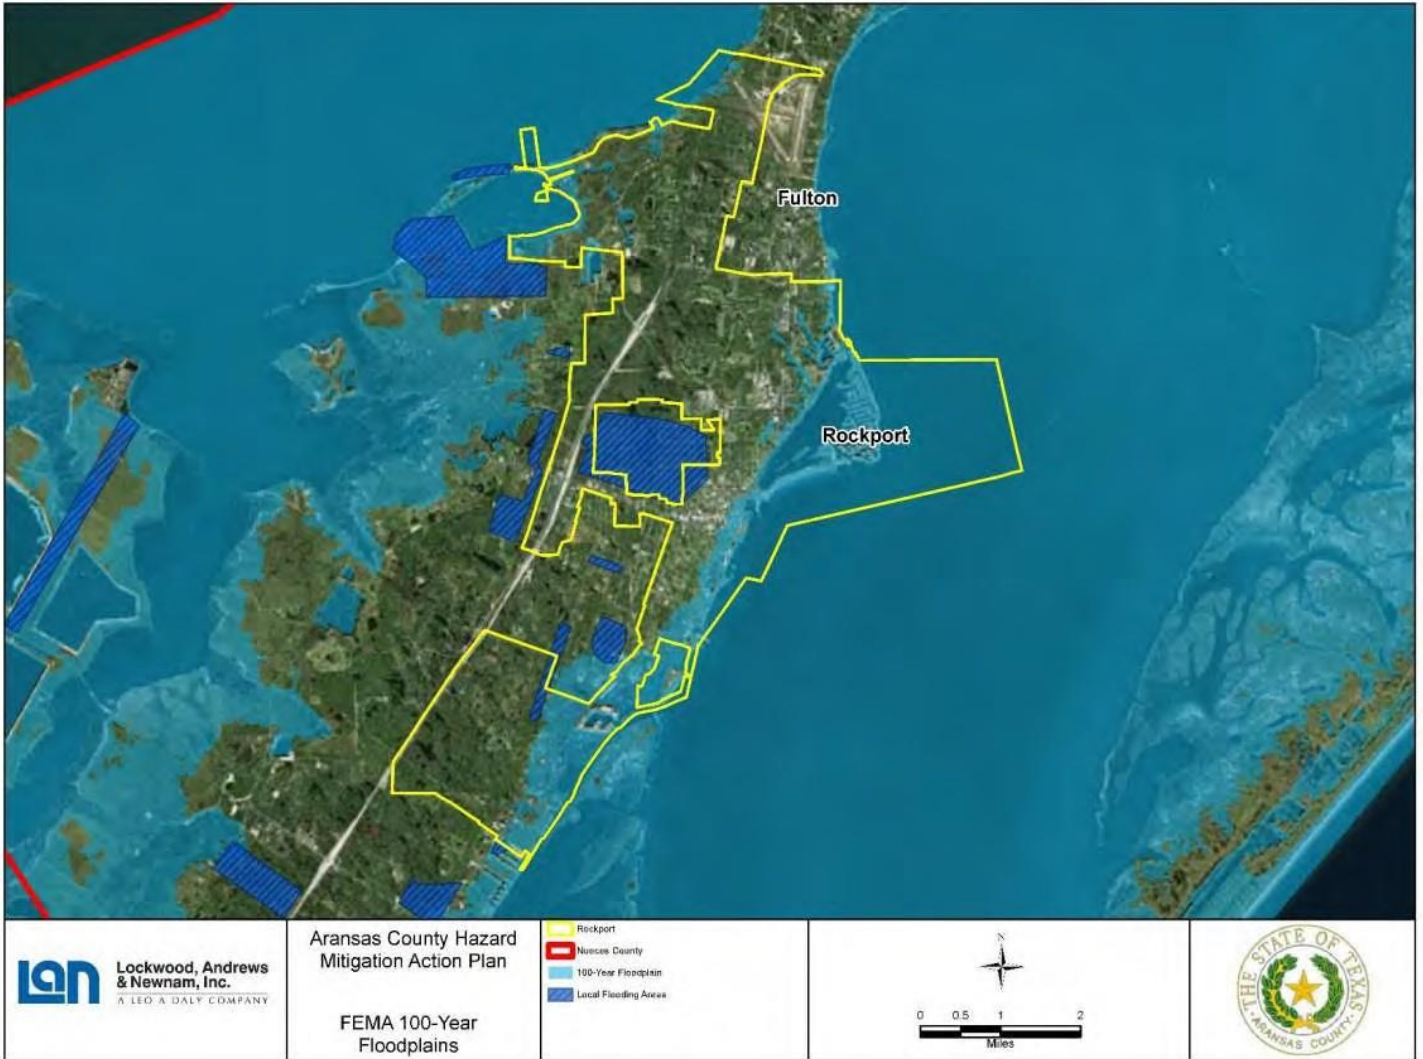 Fulton
Rockport
Lan
Lockwood, Andrews
& Newnam, Inc.
A LEO A DALY COMPANY
Aransas County Hazard
Mitigation Action Plan
FEMA 100-Year
Floodplains
Rockport
Nueces County
100-Year Floodplain
Local Flooding Areas
N
0 0.5 1 2
Miles
THE STATE OF TEXAS
ARANSAS COUNTY